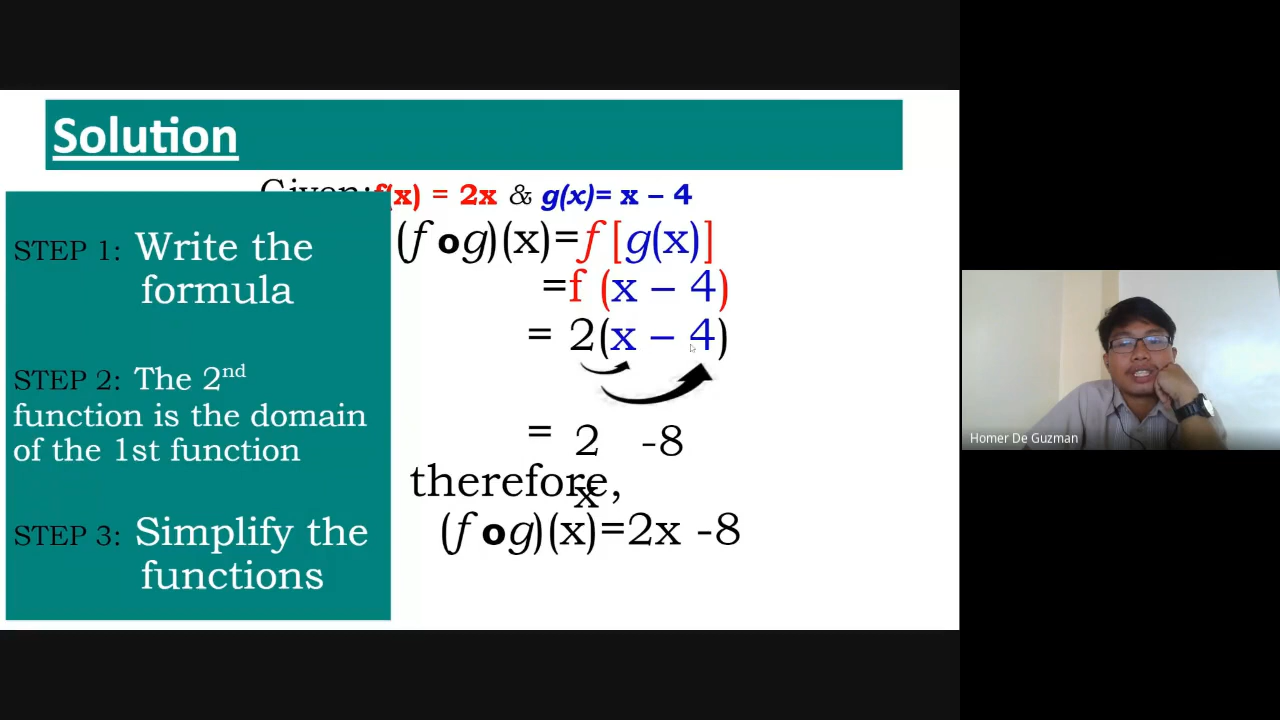 Solution
Given: f(x) = 2x & g(x)= x – 4
STEP 1: Write the
formula
STEP 2: The 2nd
function is the domain
of the 1st function
STEP 3: Simplify the
functions
(f o g)(x)=f [g(x)]
=f (x – 4)
= 2(x – 4)
= 2 -8
x
therefore,
(f o g)(x)=2x -8
Homer De Guzman